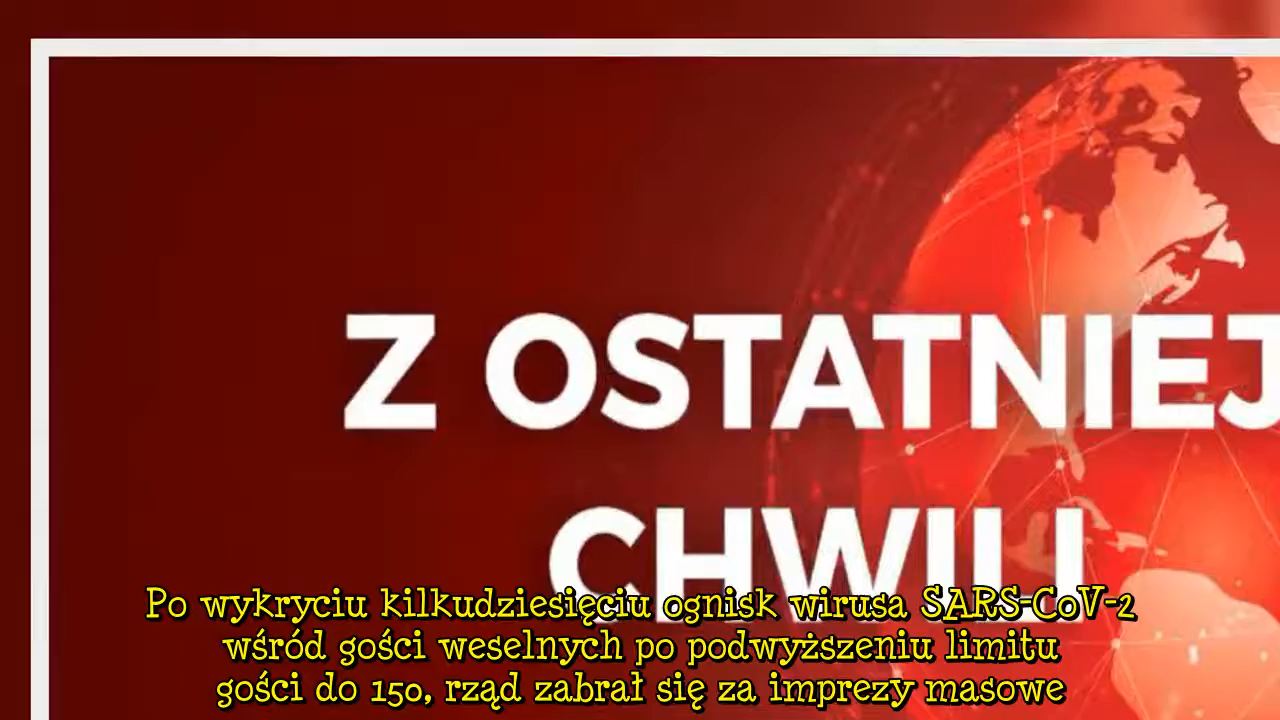 Z OSTATNIEJ
CHWILI
Po wykryciu kilkudziesięciu ognisk wirusa SARS-CoV-2
wśród gości weselnych po podwyższeniu limitu
gości do 150, rząd zabrał się za imprezy masowe